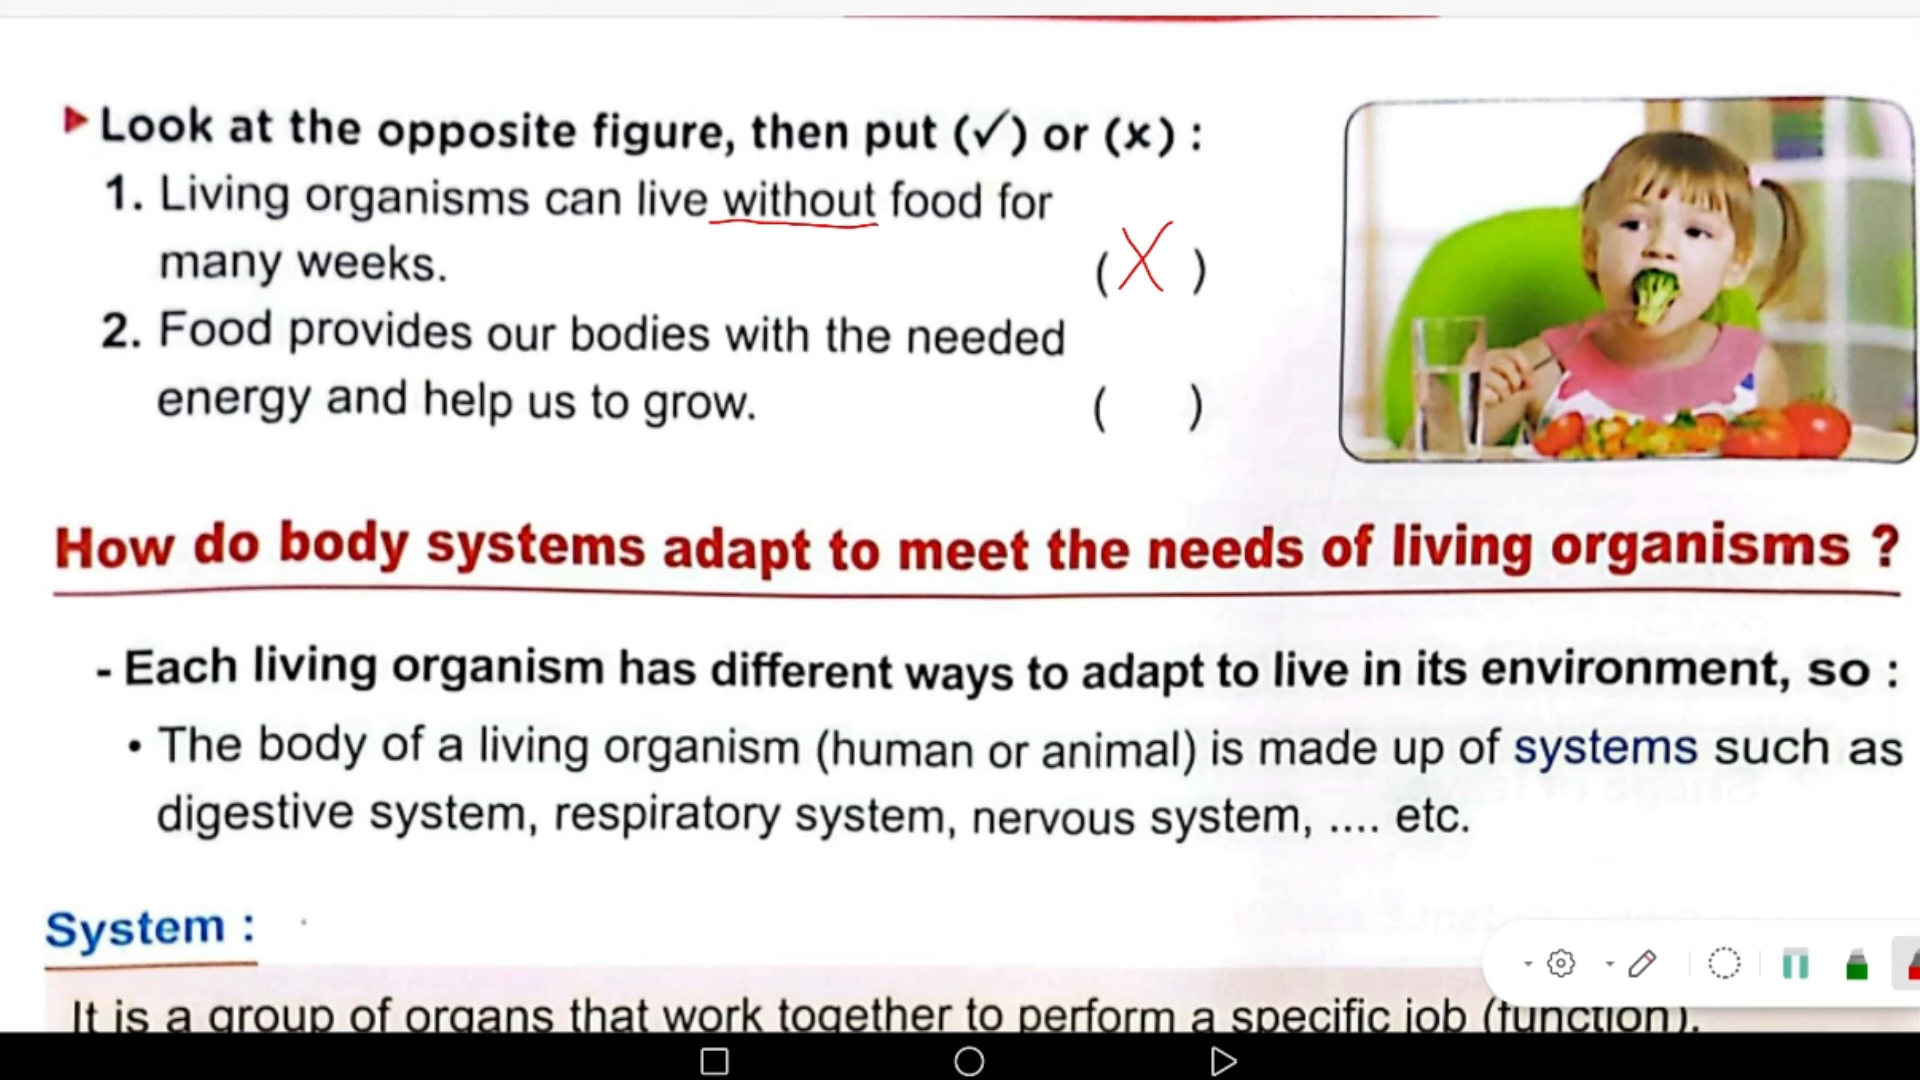 ▶ Look at the opposite figure, then put (✓) or (x) :
1. Living organisms can live without food for
many weeks. ( X )
2. Food provides our bodies with the needed
energy and help us to grow. ( )
How do body systems adapt to meet the needs of living organisms ?
- Each living organism has different ways to adapt to live in its environment, so :
• The body of a living organism (human or animal) is made up of systems such as
digestive system, respiratory system, nervous system, .... etc.
System :
It is a group of organs that work together to perform a specific job (function).